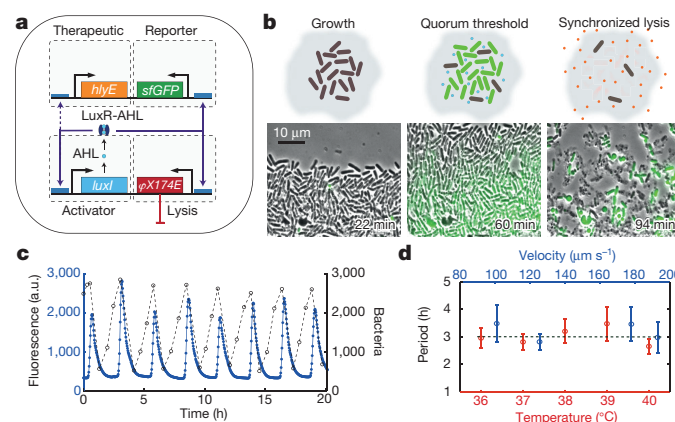 a
Therapeutic Reporter
hlyE sfGFP
LuxR-AHL
AHL
luxI φX174E
Activator Lysis
b
Growth Quorum threshold Synchronized lysis
10 μm
22 min 60 min 94 min
c
3,000 3,000
2,000 2,000
1,000 1,000
0 0
0 5 10 15 20
Fluorescence (a.u.)
Bacteria
Time (h)
d
Velocity (μm s⁻¹)
80 100 120 140 160 180 200
5
4
3
2
1
Period (h)
36 37 38 39 40
Temperature (°C)